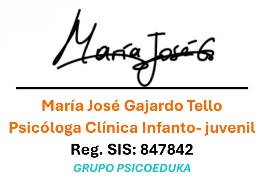 María José G
María José Gajardo Tello
Psicóloga Clínica Infanto- juvenil
Reg. SIS: 847842
GRUPO PSICOEDUKA